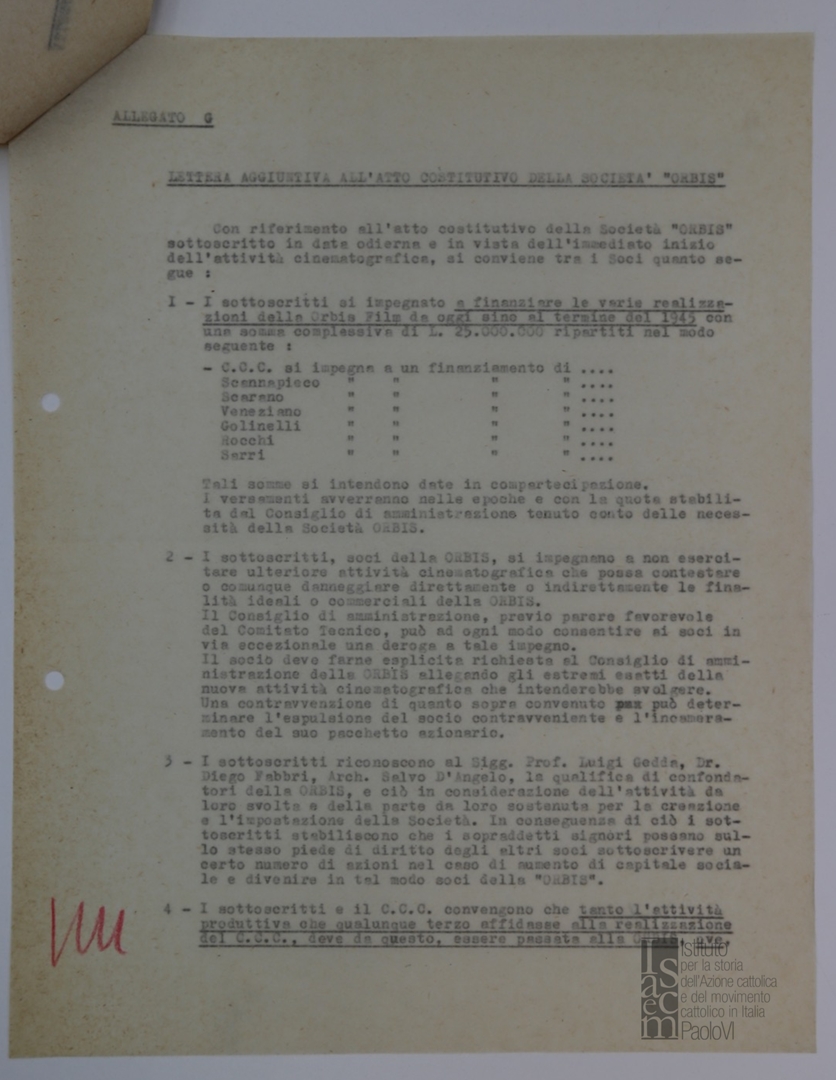 ALLEGATO G
LETTERA AGGIUNTIVA ALL'ATTO COSTITUTIVO DELLA SOCIETA' "ORBIS"
Con riferimento all'atto costitutivo della Società "ORBIS"
sottoscritto in data odierna e in vista dell'immediato inizio
dell'attività cinematografica, si conviene tra i Soci quanto se-
gue :
I - I sottoscritti si impegnato a finanziare le varie realizza-
zioni della Orbis Film da oggi sino al termine del 1945 con
una somma complessiva di L. 25.000.000 ripartiti nel modo
seguente :
- C.C.C. si impegna a un finanziamento di ....
Scannapieco " " " " ....
Scarano " " " " ....
Veneziano " " " " ....
Golinelli " " " " ....
Rocchi " " " " ....
Sarri " " " " ....
Tali somme si intendono date in compartecipazione.
I versamenti avverranno nelle epoche e con la quota stabili-
ta dal Consiglio di amministrazione tenuto conto delle neces-
sità della Società ORBIS.
2 - I sottoscritti, soci della ORBIS, si impegnano a non eserci-
tare ulteriore attività cinematografica che possa contestare
o comunque danneggiare direttamente o indirettamente le fina-
lità ideali o commerciali della ORBIS.
Il Consiglio di amministrazione, previo parere favorevole
del Comitato Tecnico, può ad ogni modo consentire ai soci in
via eccezionale una deroga a tale impegno.
Il socio deve farne esplicita richiesta al Consiglio di ammi-
nistrazione della ORBIS allegando gli estremi esatti della
nuova attività cinematografica che intenderebbe svolgere.
Una contravvenzione di quanto sopra convenuto può deter-
minare l'espulsione del socio contravveniente e l'incamera-
mento del suo pacchetto azionario.
3 - I sottoscritti riconoscono al Sigg. Prof. Luigi Gedda, Dr.
Diego Fabbri, Arch. Salvo D'Angelo, la qualifica di confonda-
tori della ORBIS, e ciò in considerazione dell'attività da
loro svolta e della parte da loro sostenuta per la creazione
e l'impostazione della Società. In conseguenza di ciò i sot-
toscritti stabiliscono che i sopraddetti signori possano sul-
lo stesso piede di diritto degli altri soci sottoscrivere un
certo numero di azioni nel caso di aumento di capitale socia-
le e divenire in tal modo soci della "ORBIS".
4 - I sottoscritti e il C.C.C. convengono che tanto l'attività
produttiva che qualunque terzo affidasse alla realizzazione
del C.C.C., deve da questo, essere passata alla Orbis, ove,
Isacem
Istituto
per la storia
dell'Azione cattolica
e del movimento
cattolico in Italia
PaoloVI